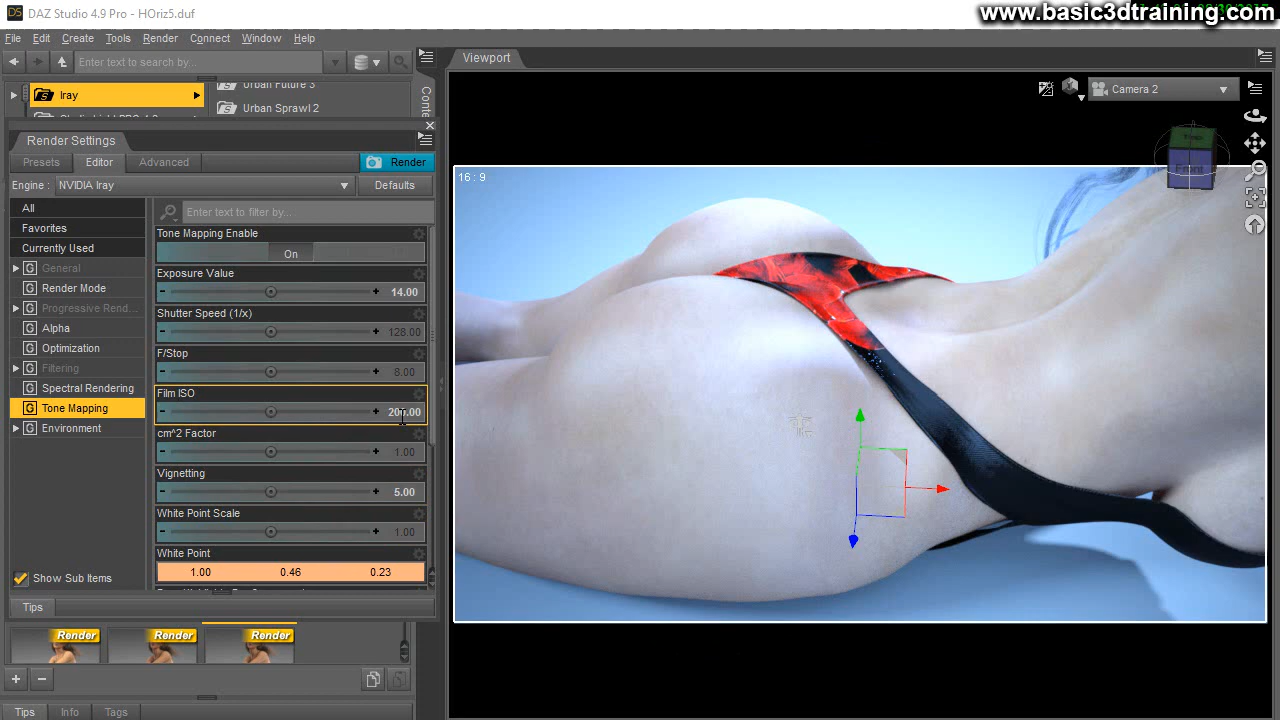 DAZ Studio 4.9 Pro - HOriz5.duf
www.basic3dtraining.com
File Edit Create Tools Render Connect Window Help
Enter text to search by...
Viewport
Iray
Urban Future 3
Urban Sprawl 2
Camera 2
Render Settings
Presets Editor Advanced Render
Engine : NVIDIA Iray Defaults
16 : 9
Front
All
Favorites
Currently Used
General
Render Mode
Progressive Rend...
Alpha
Optimization
Filtering
Spectral Rendering
Tone Mapping
Environment
Show Sub Items
Enter text to filter by...
Tone Mapping Enable
On
Exposure Value
14.00
Shutter Speed (1/x)
128.00
F/Stop
8.00
Film ISO
cm^2 Factor
1.00
Vignetting
5.00
White Point Scale
1.00
White Point
1.00 0.46 0.23
Tips
Render Render Render
Tips Info Tags